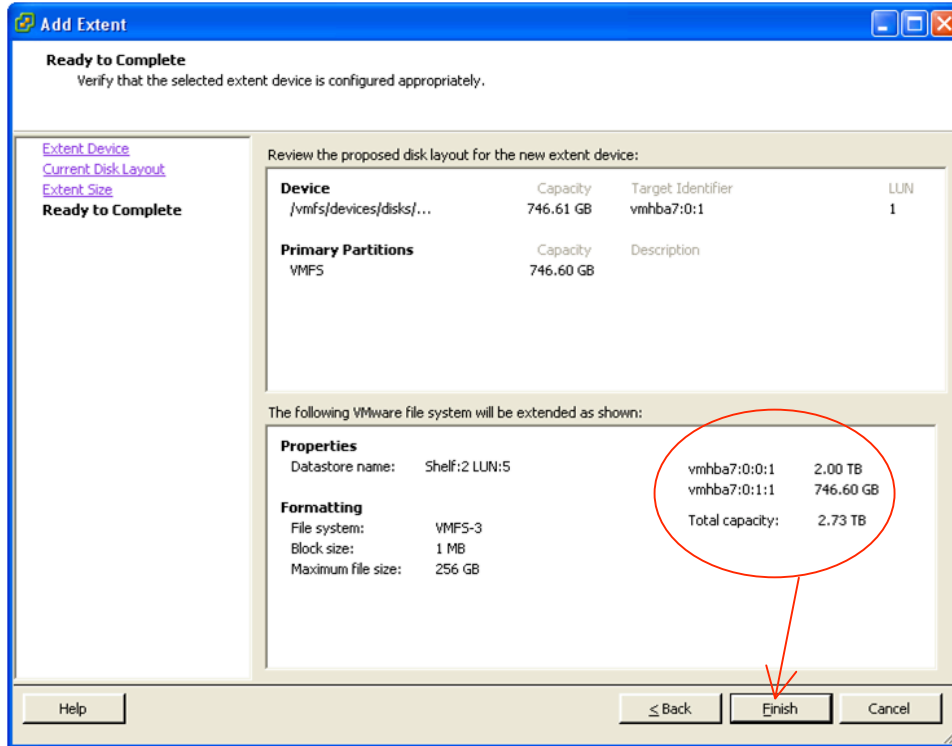 Add Extent
Ready to Complete
Verify that the selected extent device is configured appropriately.
Extent Device
Current Disk Layout
Extent Size
Ready to Complete
Review the proposed disk layout for the new extent device:
Device Capacity Target Identifier LUN
/vmfs/devices/disks/... 746.61 GB vmhba7:0:1 1
Primary Partitions Capacity Description
VMFS 746.60 GB
The following VMware file system will be extended as shown:
Properties
Datastore name: Shelf:2 LUN:5
Formatting
File system: VMFS-3
Block size: 1 MB
Maximum file size: 256 GB
vmhba7:0:0:1 2.00 TB
vmhba7:0:1:1 746.60 GB
Total capacity: 2.73 TB
Help
< Back
Finish
Cancel